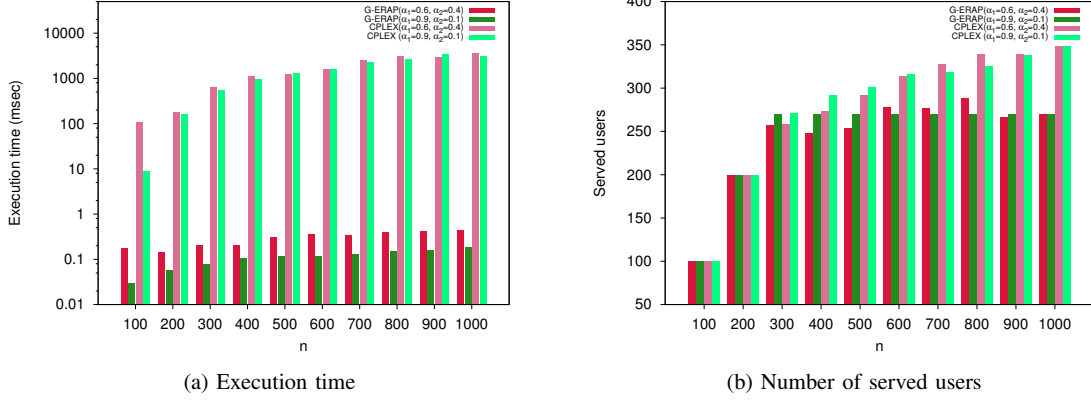 G-ERAP(α1=0.6, α2=0.4)
G-ERAP(α1=0.9, α2=0.1)
CPLEX(α1=0.6, α2=0.4)
CPLEX (α1=0.9, α2=0.1)
Execution time (msec)
10000
1000
100
10
1
0.1
0.01
100 200 300 400 500 600 700 800 900 1000
n
(a) Execution time
G-ERAP(α1=0.6, α2=0.4)
G-ERAP(α1=0.9, α2=0.1)
CPLEX(α1=0.6, α2=0.4)
CPLEX (α1=0.9, α2=0.1)
Served users
400
350
300
250
200
150
100
50
100 200 300 400 500 600 700 800 900 1000
n
(b) Number of served users